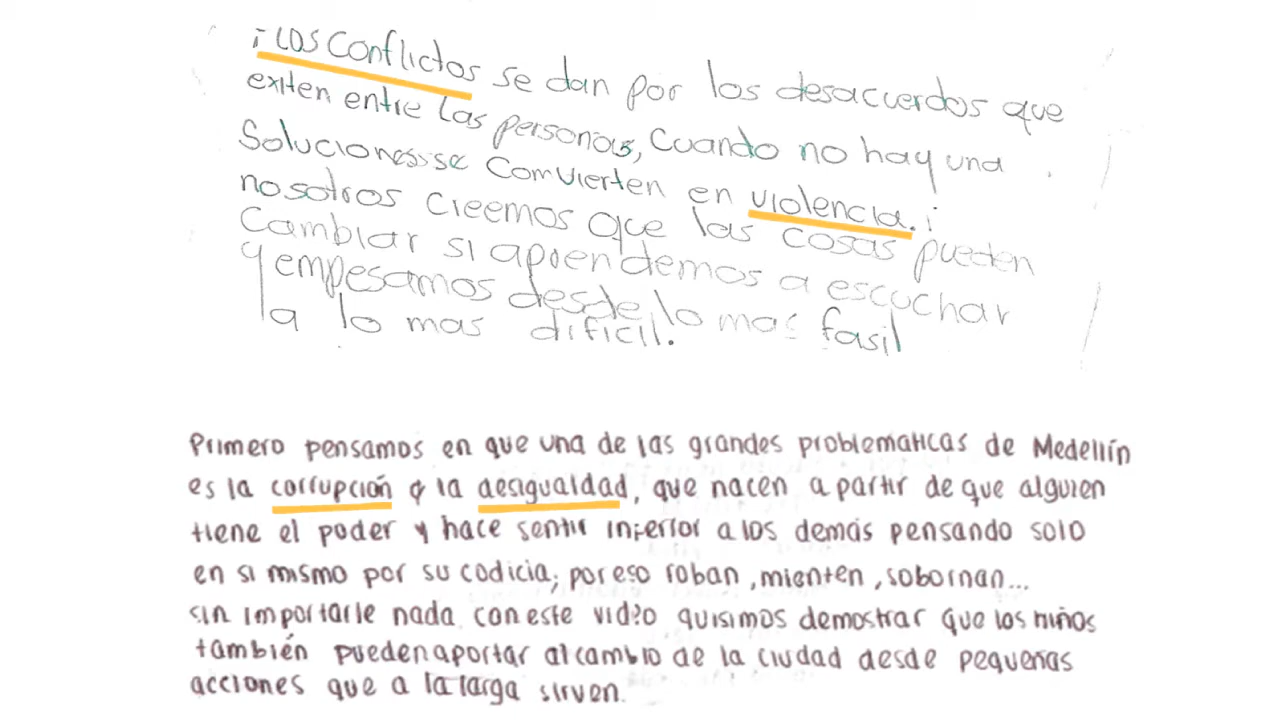 ¡Los Conflictos se dan por los desacuerdos que
exiten entre las personas, Cuando no hay una
Soluciones se Comvierten en violencia.¡
nosotros Creemos que las cosas pueden
Cambiar si aprendemos a escuchar
y empesamos desde lo mas fasil
a lo mas dificil.
Primero pensamos en que una de las grandes problematicas de Medellín
es la corrupción y la desigualdad, que nacen a partir de que alguien
tiene el poder y hace sentir inferior a los demás pensando solo
en si mismo por su codicia; por eso roban, mienten, sobornan...
sin importarle nada con este video quisimos demostrar que los niños
también pueden aportar al cambio de la ciudad desde pequeñas
acciones que a la larga sirven.